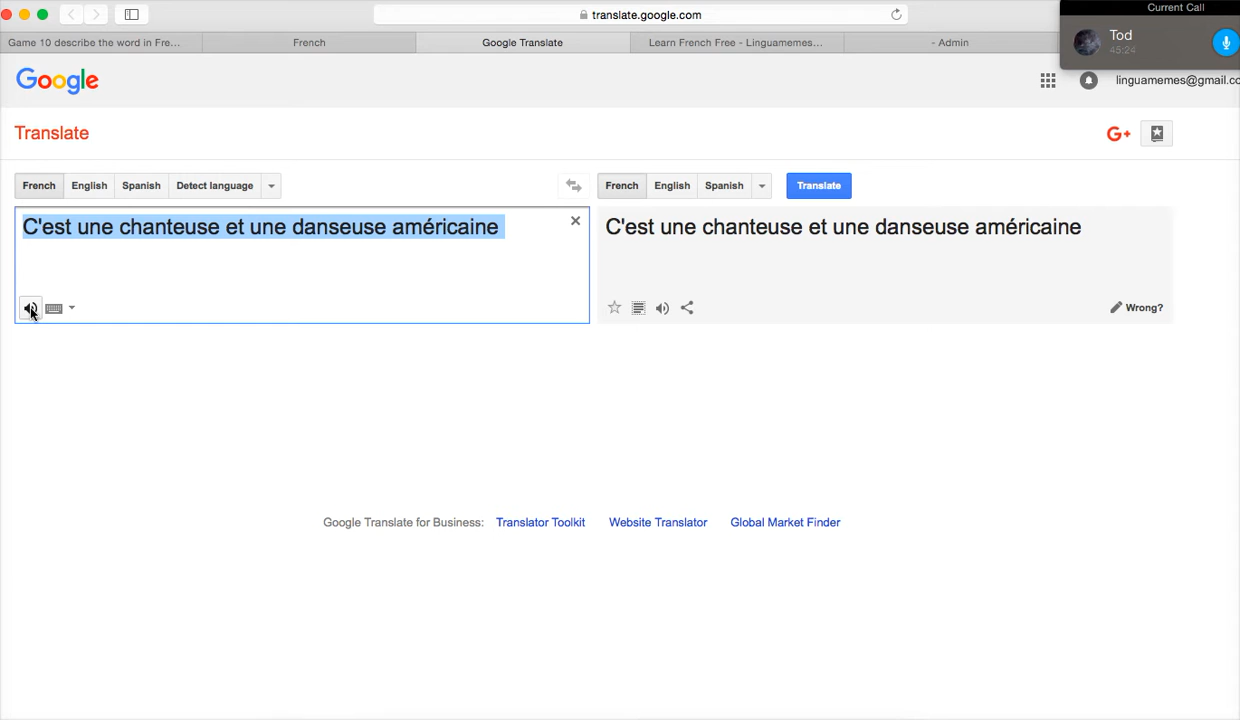 translate.google.com
Current Call
Game 10 describe the word in Fre...
French
Google Translate
Learn French Free - Linguamemes...
- Admin
Tod
45:24
Google
linguamemes@gmail.co
Translate
G+
French English Spanish Detect language
French English Spanish Translate
C'est une chanteuse et une danseuse américaine
C'est une chanteuse et une danseuse américaine
Wrong?
Google Translate for Business: Translator Toolkit Website Translator Global Market Finder